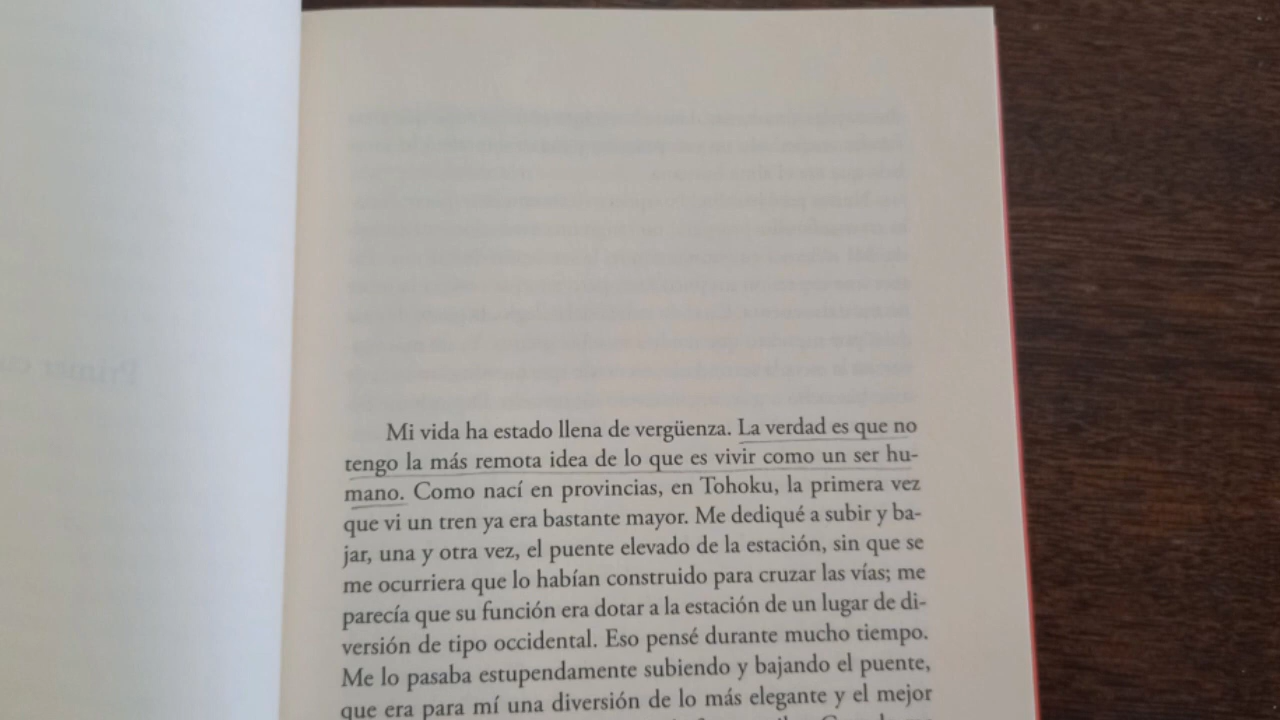 Mi vida ha estado llena de vergüenza. La verdad es que no
tengo la más remota idea de lo que es vivir como un ser hu-
mano. Como nací en provincias, en Tohoku, la primera vez
que vi un tren ya era bastante mayor. Me dediqué a subir y ba-
jar, una y otra vez, el puente elevado de la estación, sin que se
me ocurriera que lo habían construido para cruzar las vías; me
parecía que su función era dotar a la estación de un lugar de di-
versión de tipo occidental. Eso pensé durante mucho tiempo.
Me lo pasaba estupendamente subiendo y bajando el puente,
que era para mí una diversión de lo más elegante y el mejor